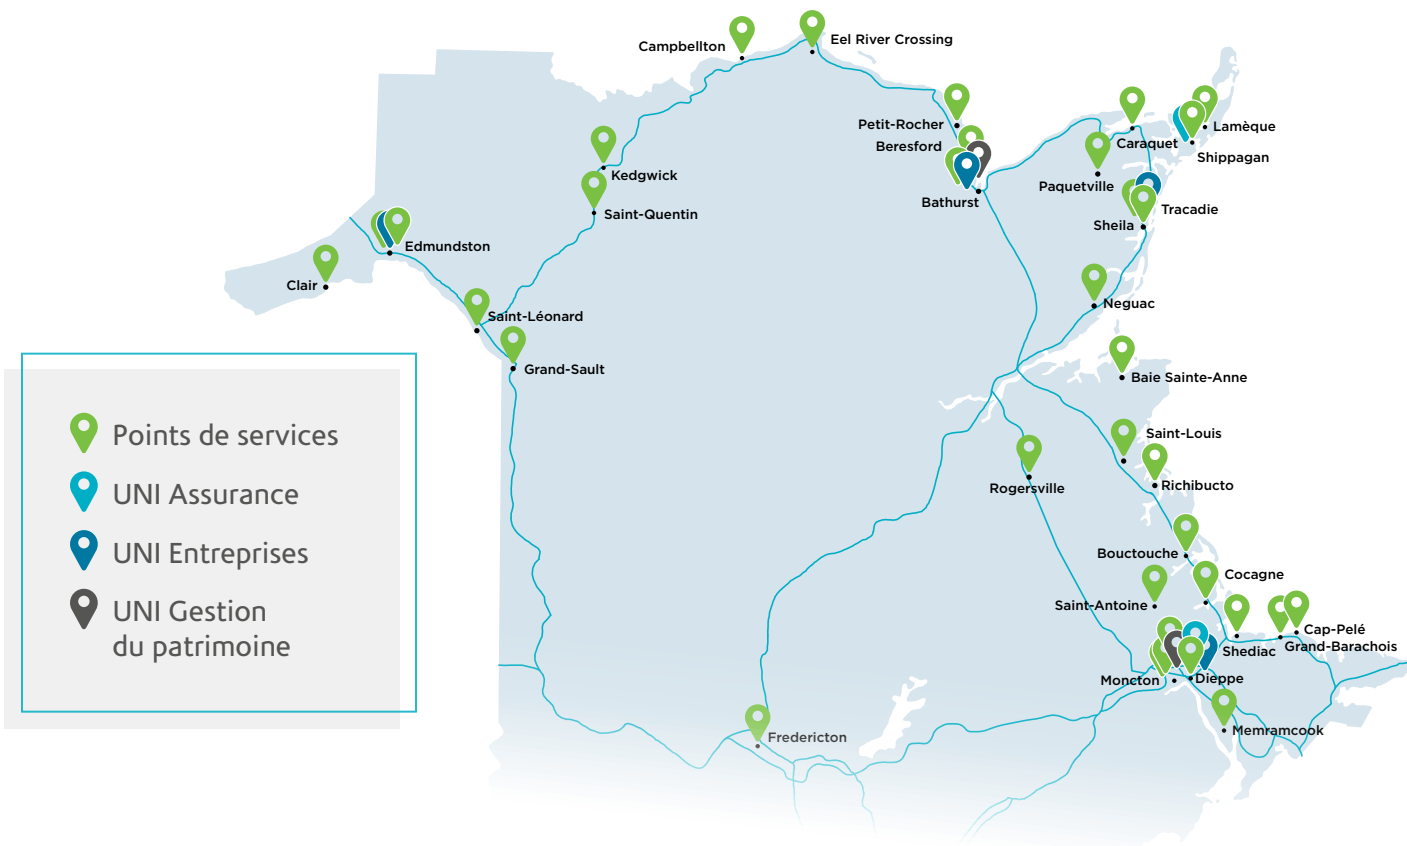 Campbellton
Eel River Crossing
Petit-Rocher
Beresford
Bathurst
Caraquet
Lamèque
Shippagan
Paquetville
Tracadie
Sheila
Kedgwick
Saint-Quentin
Edmundston
Clair
Saint-Léonard
Grand-Sault
Neguac
Baie Sainte-Anne
Saint-Louis
Richibucto
Rogersville
Bouctouche
Cocagne
Saint-Antoine
Cap-Pelé
Grand-Barachois
Shediac
Moncton
Dieppe
Memramcook
Fredericton
Points de services
UNI Assurance
UNI Entreprises
UNI Gestion
du patrimoine